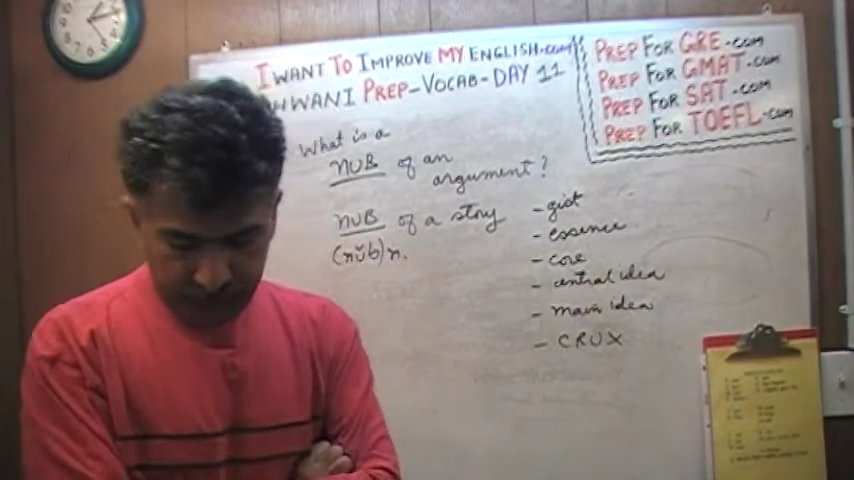 I WANT TO IMPROVE MY ENGLISH.COM
WANI PREP-VOCAB-DAY 11
PREP FOR GRE.COM
PREP FOR GMAT.COM
PREP FOR SAT.COM
PREP FOR TOEFL.COM
What is a
NUB of an
argument?
NUB of a story
(nŭb) n.
- gist
- essence
- core
- central idea
- main idea
- CRUX